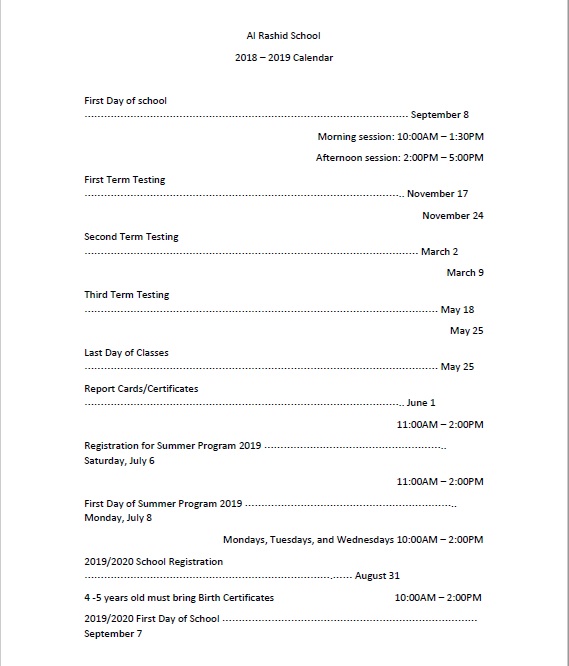 Al Rashid School
2018 – 2019 Calendar
First Day of school
........................................................................................................... September 8
Morning session: 10:00AM – 1:30PM
Afternoon session: 2:00PM – 5:00PM
First Term Testing
.......................................................................................................... November 17
November 24
Second Term Testing
............................................................................................................... March 2
March 9
Third Term Testing
..................................................................................................................... May 18
May 25
Last Day of Classes
..................................................................................................................... May 25
Report Cards/Certificates
.......................................................................................................... June 1
11:00AM – 2:00PM
Registration for Summer Program 2019 .............................................................
Saturday, July 6
11:00AM – 2:00PM
First Day of Summer Program 2019 ......................................................................
Monday, July 8
Mondays, Tuesdays, and Wednesdays 10:00AM – 2:00PM
2019/2020 School Registration
......................................................................................... August 31
4 -5 years old must bring Birth Certificates 10:00AM – 2:00PM
2019/2020 First Day of School .....................................................................................
September 7